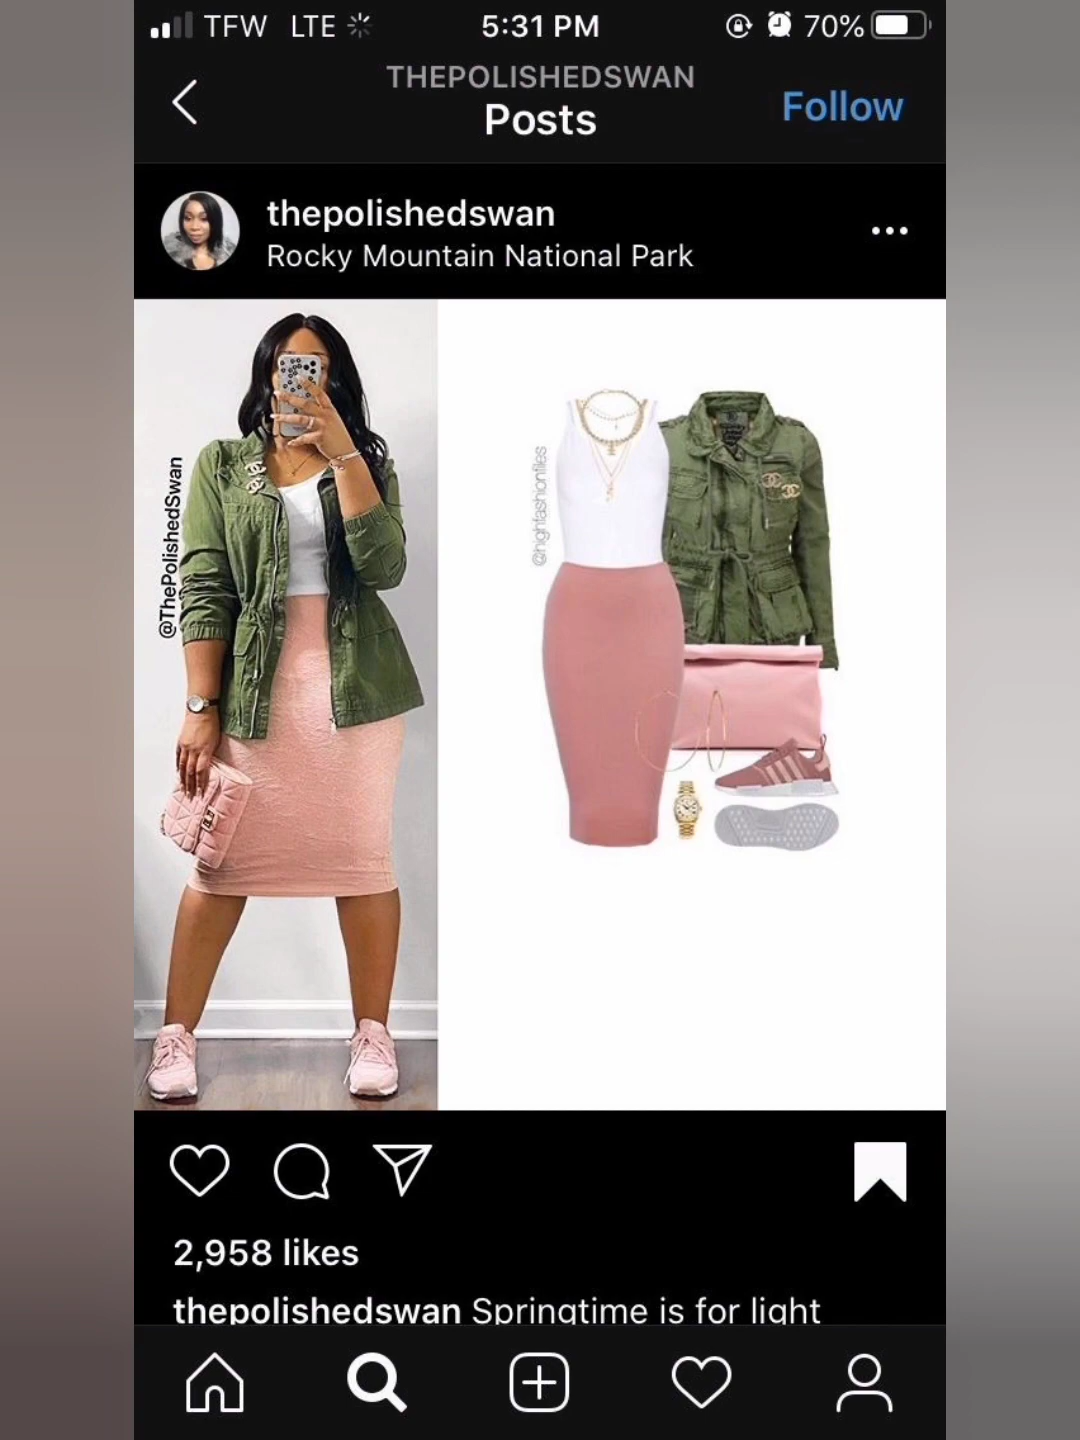 TFW LTE 5:31 PM 70%
THEPOLISHEDSWAN
Posts
Follow
thepolishedswan
Rocky Mountain National Park
@ThePolishedSwan
@highfashionfiles
2,958 likes
thepolishedswan Springtime is for light